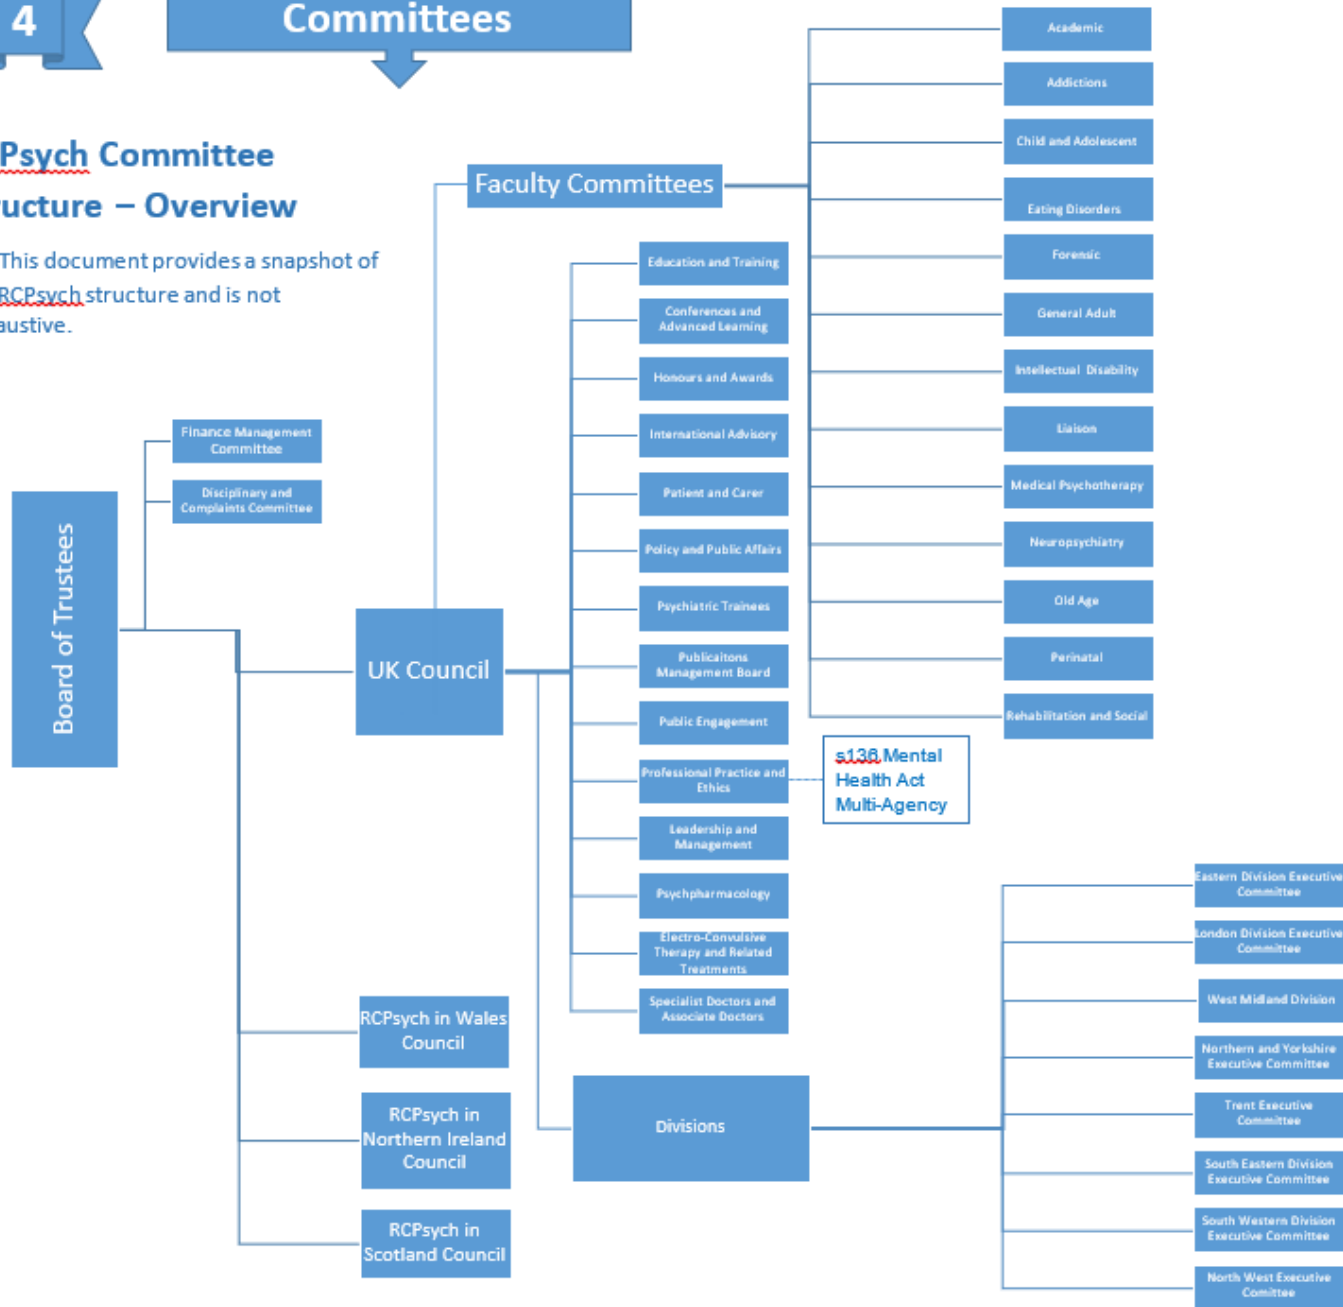 4
Committees
Psych Committee
ucture – Overview
This document provides a snapshot of
RCPsych structure and is not
austive.
Finance Management
Committee
Disciplinary and
Complaints Committee
Board of Trustees
UK Council
RCPsych in Wales
Council
RCPsych in
Northern Ireland
Council
RCPsych in
Scotland Council
Faculty Committees
Education and Training
Conferences and
Advanced Learning
Honours and Awards
International Advisory
Patient and Carer
Policy and Public Affairs
Psychiatric Trainees
Publicaitons
Management Board
Public Engagement
Professional Practice and
Ethics
Leadership and
Management
Psychpharmacology
Electro-Convulsive
Therapy and Related
Treatments
Specialist Doctors and
Associate Doctors
Divisions
Academic
Addictions
Child and Adolescent
Eating Disorders
Forensic
General Adult
Intellectual Disability
Liaison
Medical Psychotherapy
Neuropsychiatry
Old Age
Perinatal
Rehabilitation and Social
s136 Mental
Health Act
Multi-Agency
Eastern Division Executive
Committee
London Division Executive
Committee
West Midland Division
Northern and Yorkshire
Executive Committee
Trent Executive
Committee
South Eastern Division
Executive Committee
South Western Division
Executive Committee
North West Executive
Comittee